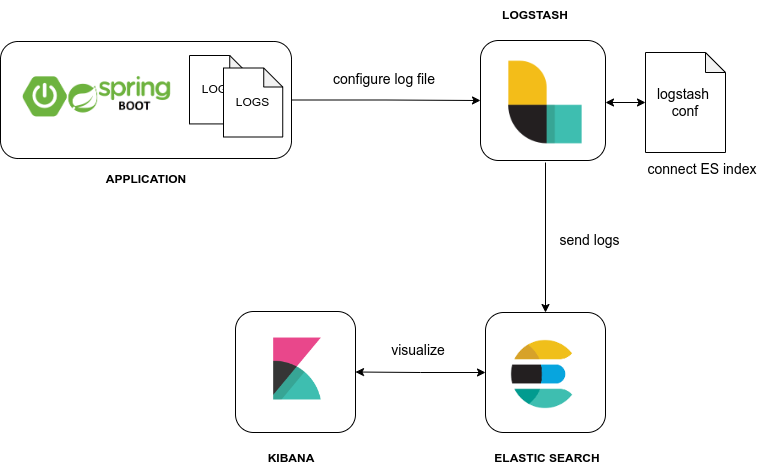 LOGSTASH
spring
BOOT
LOGS
configure log file
logstash
conf
APPLICATION
connect ES index
send logs
visualize
KIBANA
ELASTIC SEARCH